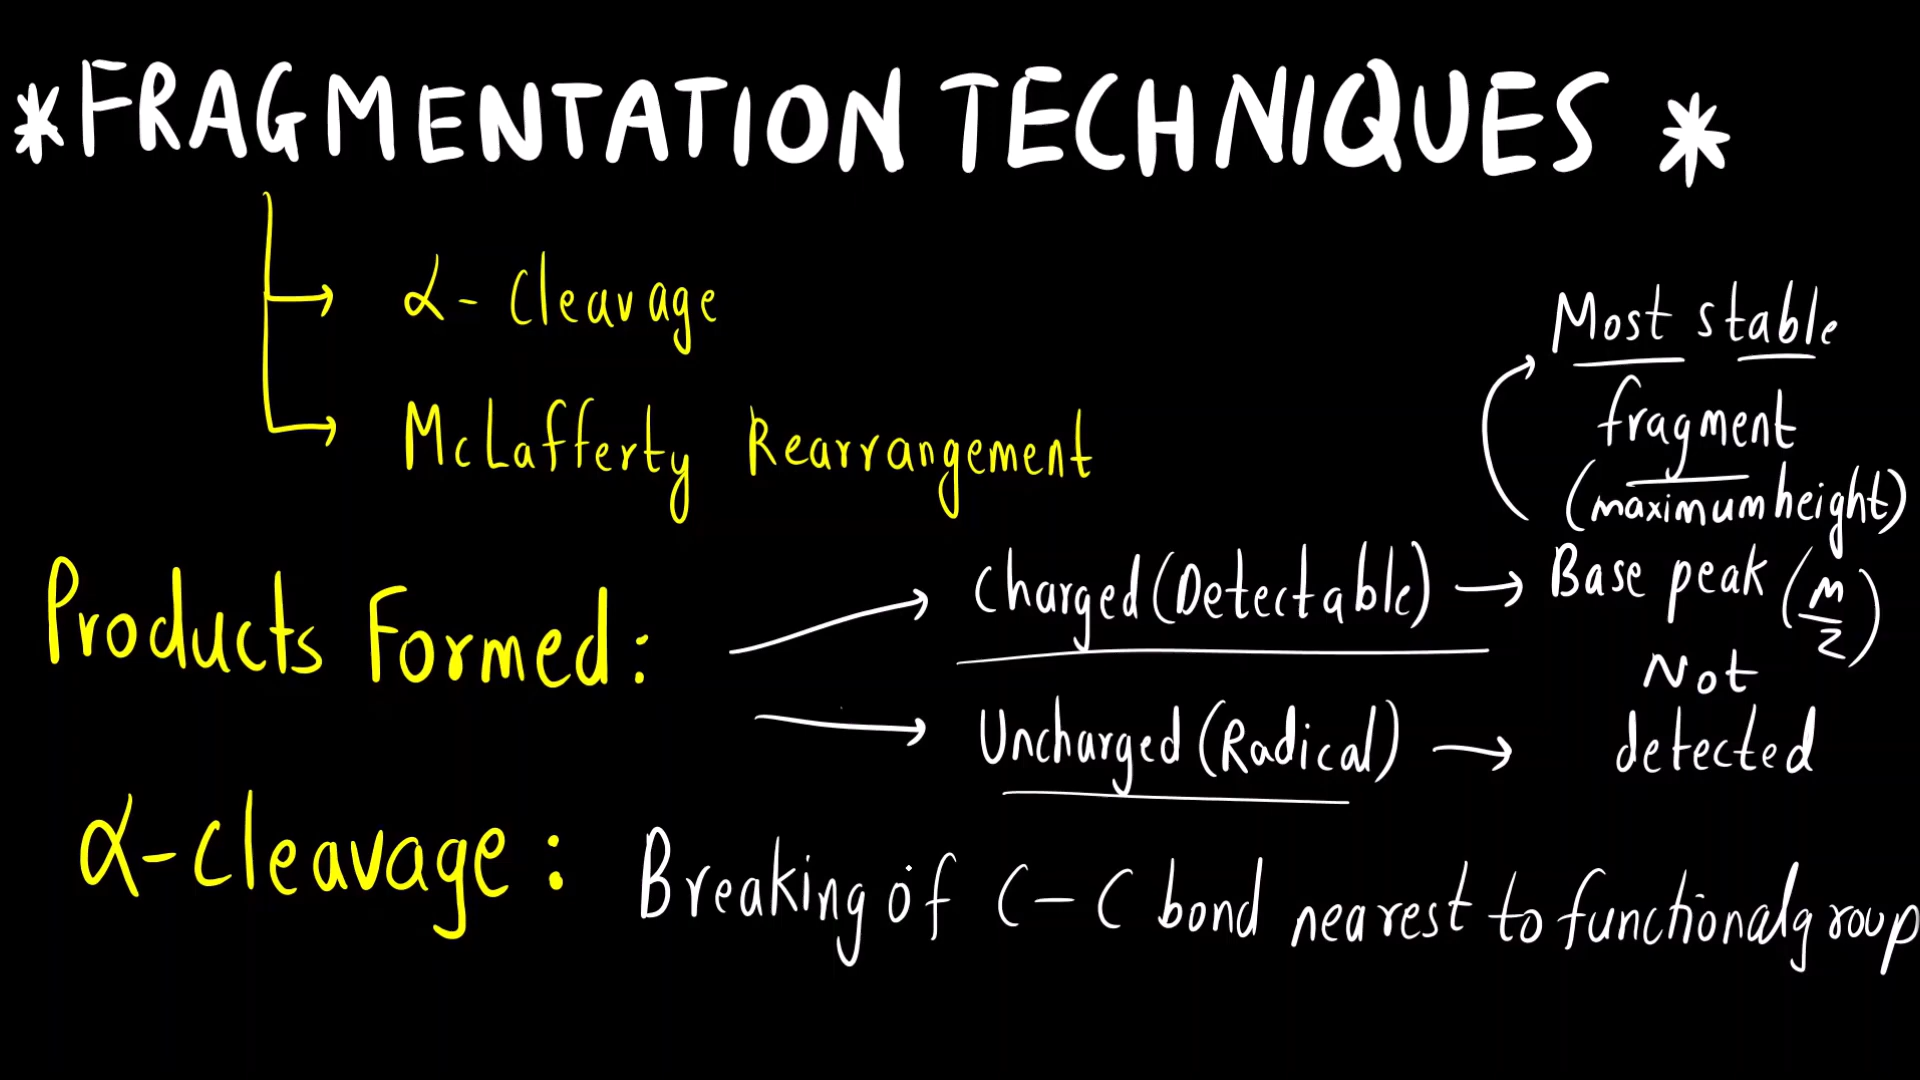 *FRAGMENTATION TECHNIQUES *
α- Cleavage
McLafferty Rearrangement
Most stable
fragment
(maximum height)
Products Formed:
Charged (Detectable) → Base peak (m/z)
Uncharged (Radical) → Not detected
α-cleavage: Breaking of C-C bond nearest to functional group